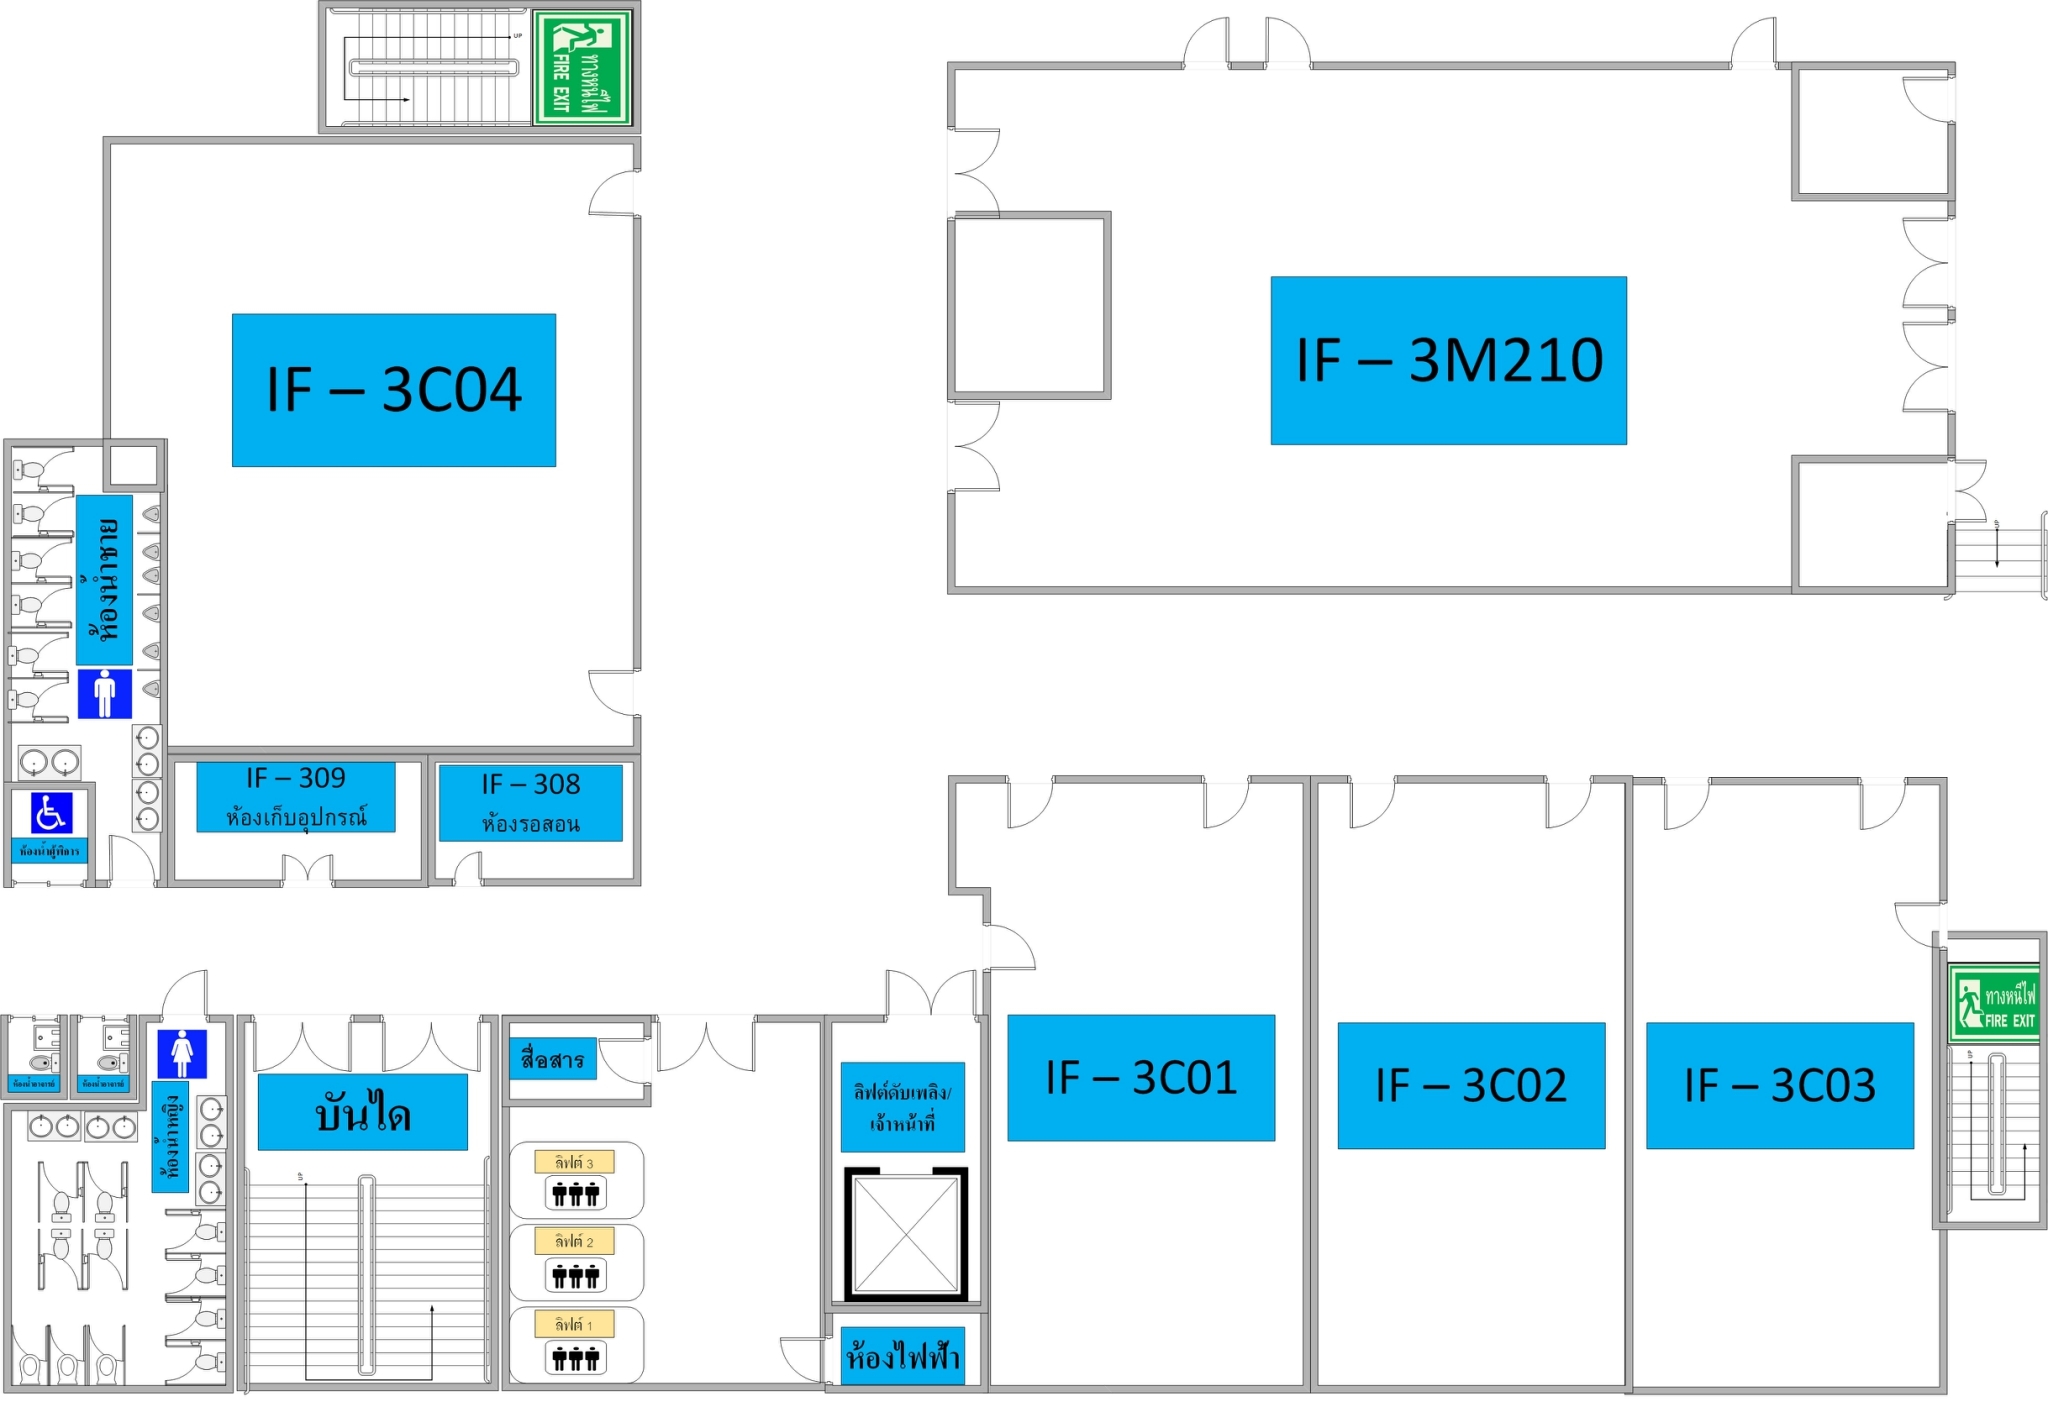 UP
ทางหนีไฟ
FIRE EXIT
IF – 3C04
IF – 3M210
ห้องน้ำชาย
UP
IF – 309
ห้องเก็บอุปกรณ์
IF – 308
ห้องรอสอน
ห้องน้ำผู้พิการ
ทางหนีไฟ
FIRE EXIT
UP
ห้องน้ำอาจารย์
ห้องน้ำอาจารย์
ห้องน้ำหญิง
บันได
UP
สื่อสาร
ลิฟต์ 3
ลิฟต์ 2
ลิฟต์ 1
ลิฟต์ดับเพลิง/
เจ้าหน้าที่
ห้องไฟฟ้า
IF – 3C01
IF – 3C02
IF – 3C03